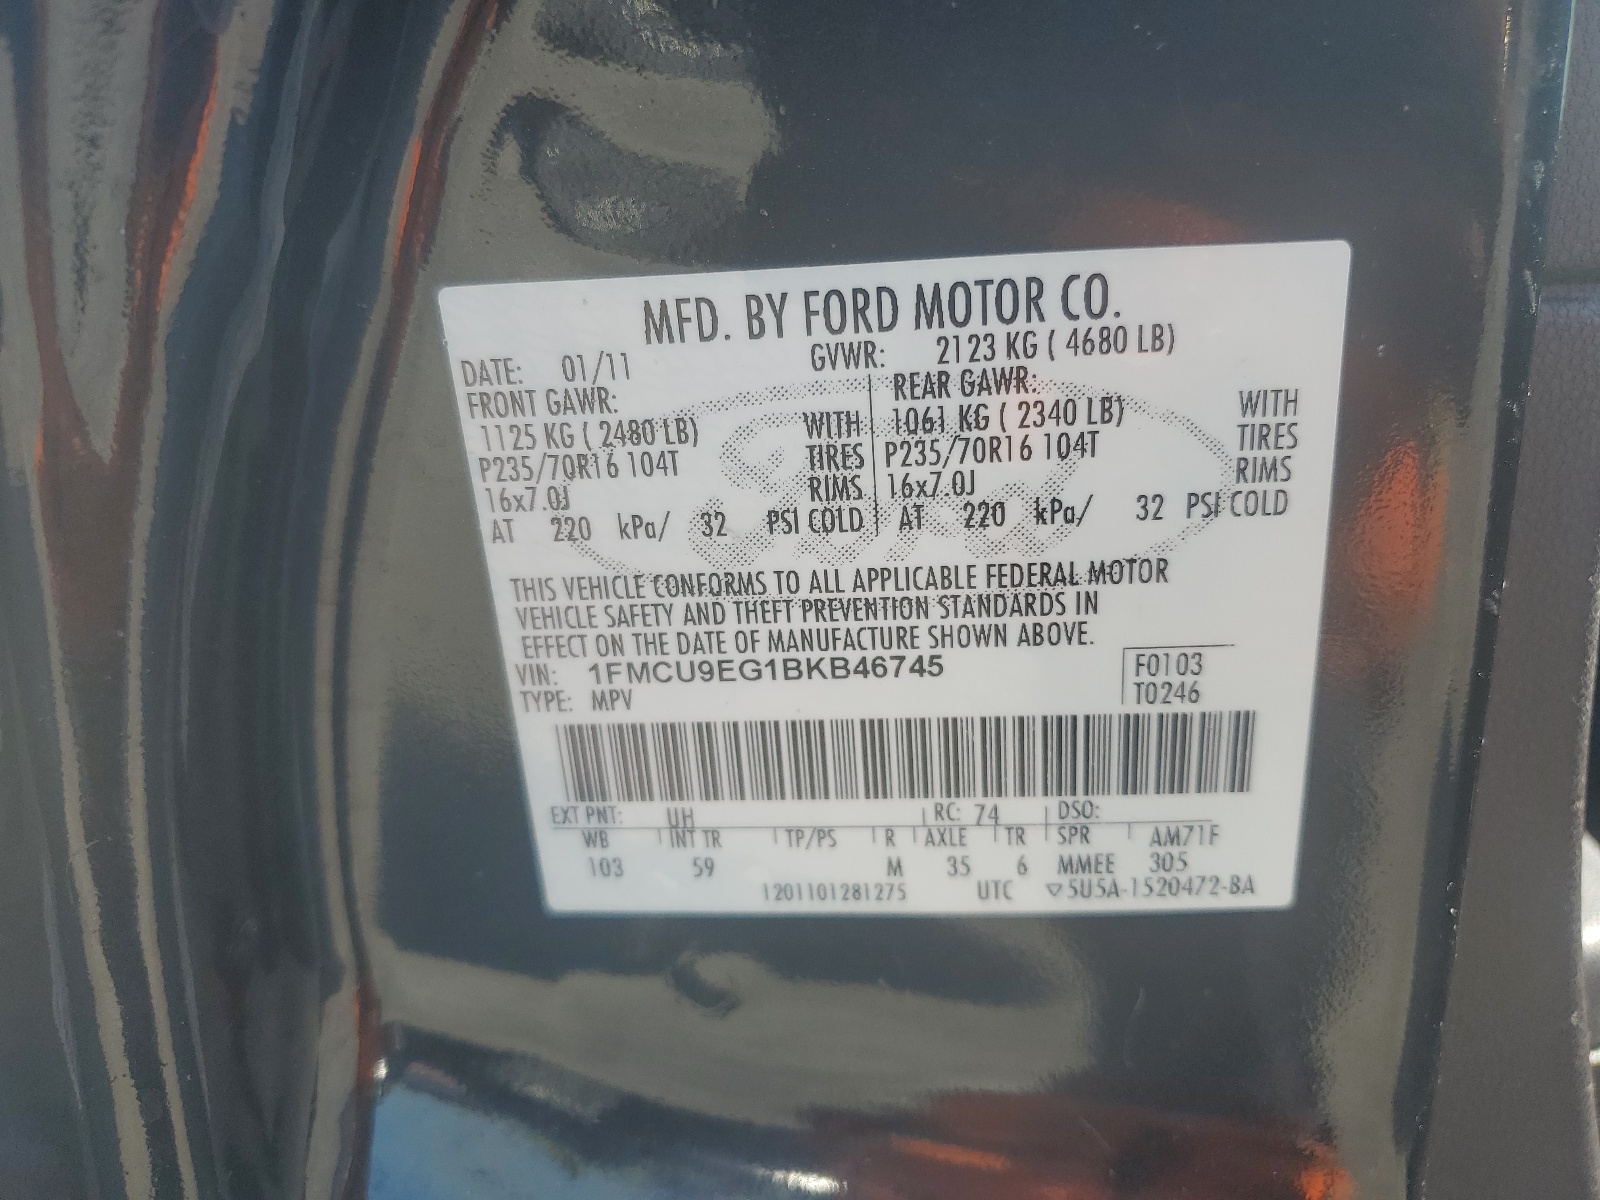 MFD. BY FORD MOTOR CO.
DATE: 01/11 GVWR: 2123 KG ( 4680 LB)
FRONT GAWR: REAR GAWR:
1125 KG ( 2480 LB) WITH 1061 KG ( 2340 LB) WITH
P235/70R16 104T TIRES P235/70R16 104T TIRES
16x7.0J RIMS 16x7.0J RIMS
AT 220 kPa/ 32 PSI COLD AT 220 kPa/ 32 PSI COLD
THIS VEHICLE CONFORMS TO ALL APPLICABLE FEDERAL MOTOR
VEHICLE SAFETY AND THEFT PREVENTION STANDARDS IN
EFFECT ON THE DATE OF MANUFACTURE SHOWN ABOVE.
VIN: 1FMCU9EG1BKB46745 F0103
TYPE: MPV T0246
EXT PNT: UH RC: 74 DSO:
WB INT TR TP/PS R AXLE TR SPR AM71F
103 59 M 35 6 MMEE 305
1201101281275 UTC ▽5U5A-1520472-BA